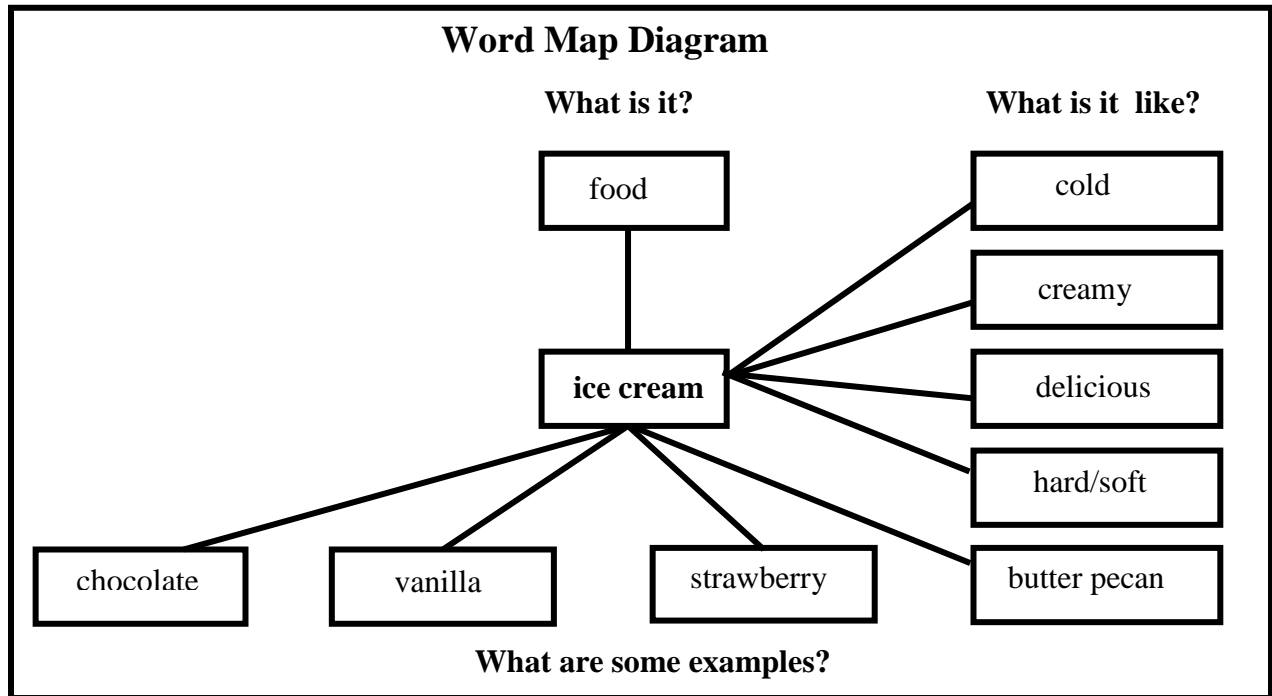 Word Map Diagram
What is it?
What is it like?
food
cold
creamy
ice cream
delicious
hard/soft
chocolate
vanilla
strawberry
butter pecan
What are some examples?